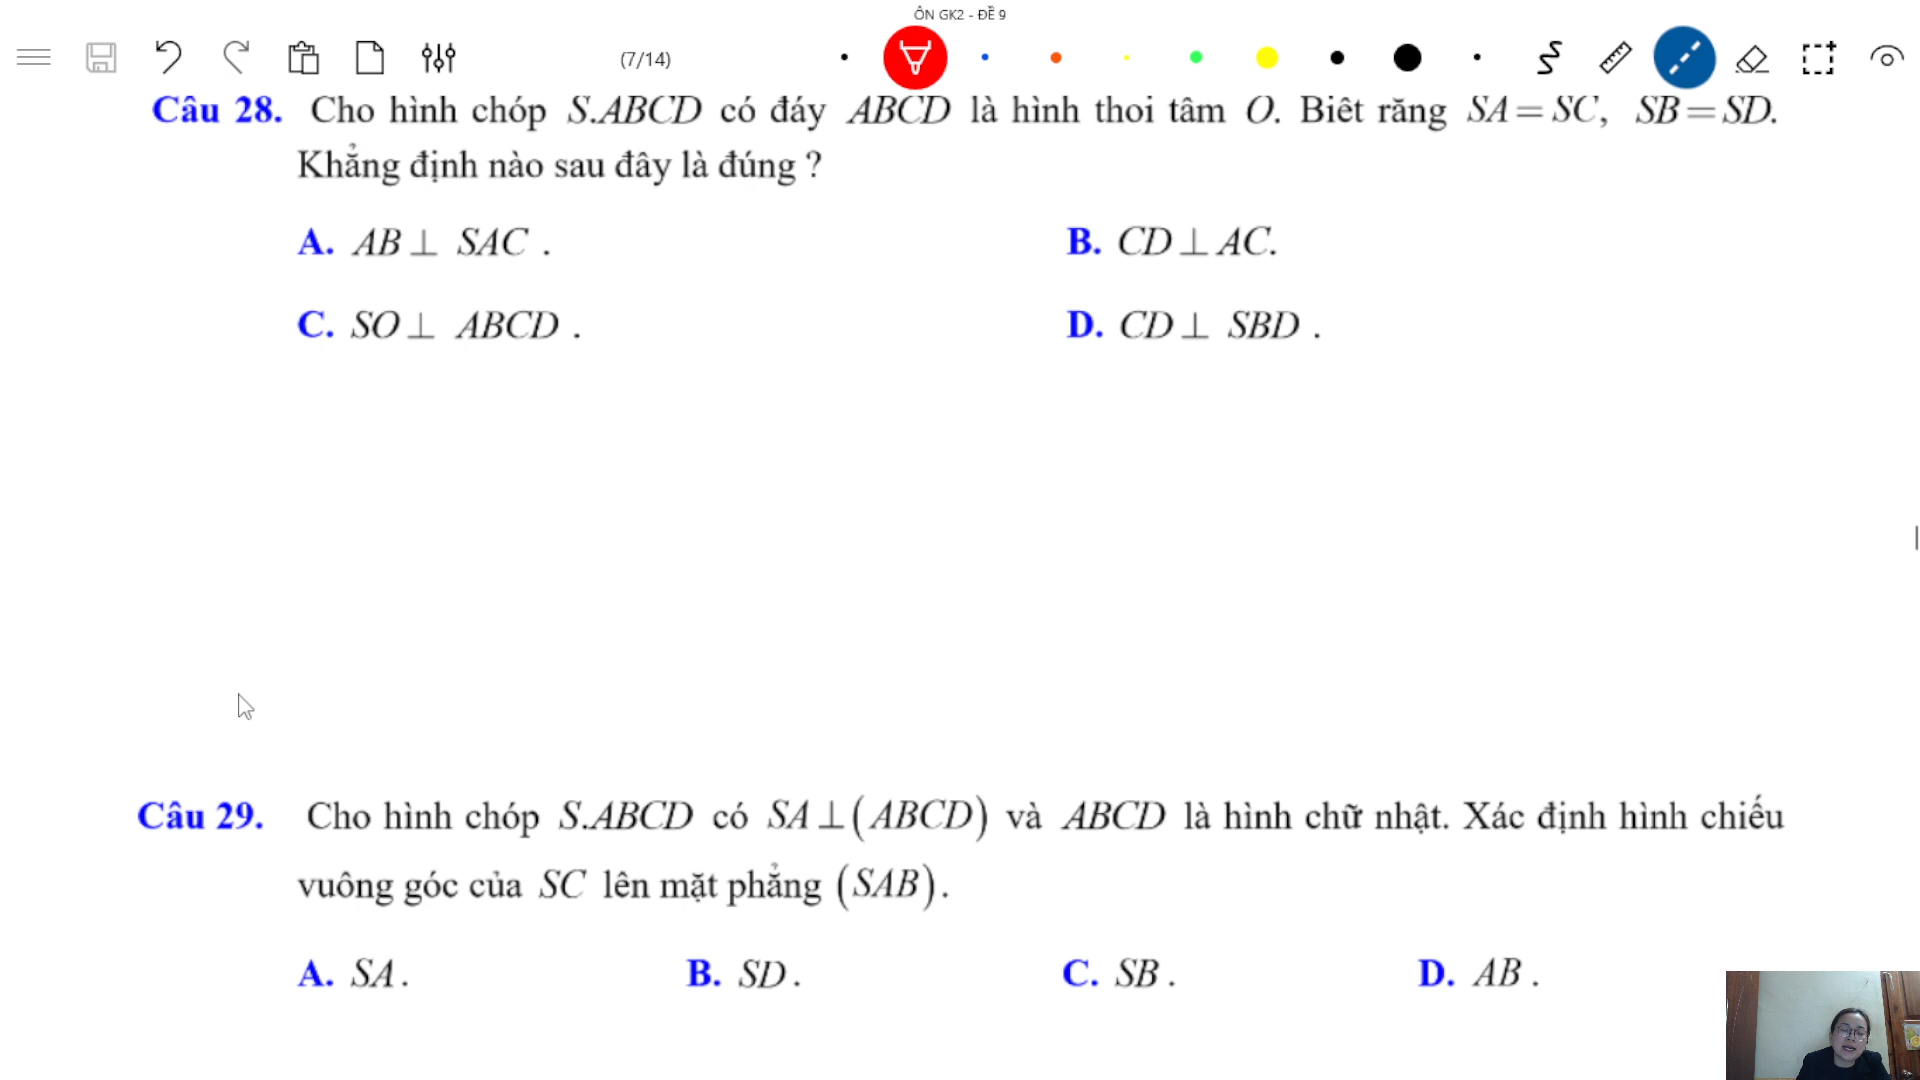 ÔN GK2 - ĐỀ 9
(7/14)
Câu 28. Cho hình chóp S.ABCD có đáy ABCD là hình thoi tâm O. Biết rằng SA = SC, SB = SD.
Khẳng định nào sau đây là đúng ?
A. AB ⊥ SAC . B. CD ⊥ AC.
C. SO ⊥ ABCD . D. CD ⊥ SBD .
Câu 29. Cho hình chóp S.ABCD có SA ⊥ (ABCD) và ABCD là hình chữ nhật. Xác định hình chiếu
vuông góc của SC lên mặt phẳng (SAB).
A. SA . B. SD . C. SB . D. AB .